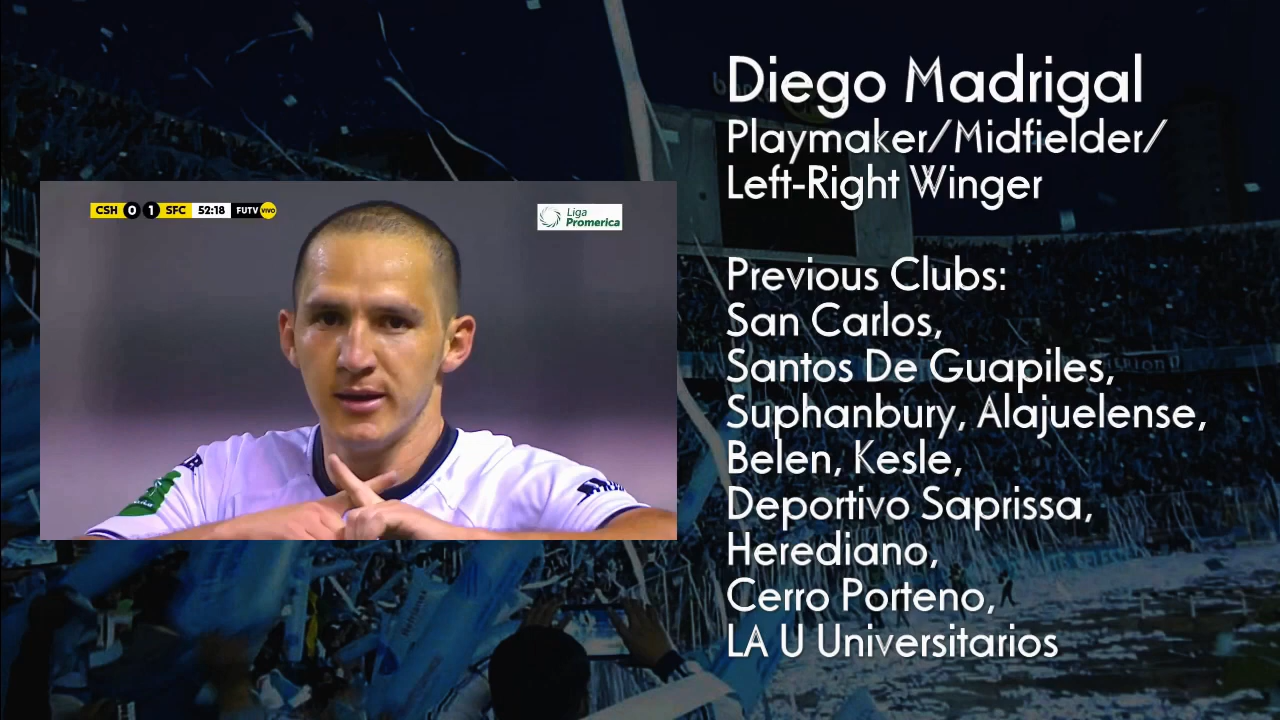 Diego Madrigal
Playmaker/Midfielder/
Left-Right Winger
Previous Clubs:
San Carlos,
Santos De Guapiles,
Suphanbury, Alajuelense,
Belen, Kesle,
Deportivo Saprissa,
Herediano,
Cerro Porteno,
LA U Universitarios
CSH 0 1 SFC 52:18 FUTV VIVO
Liga
Promerica